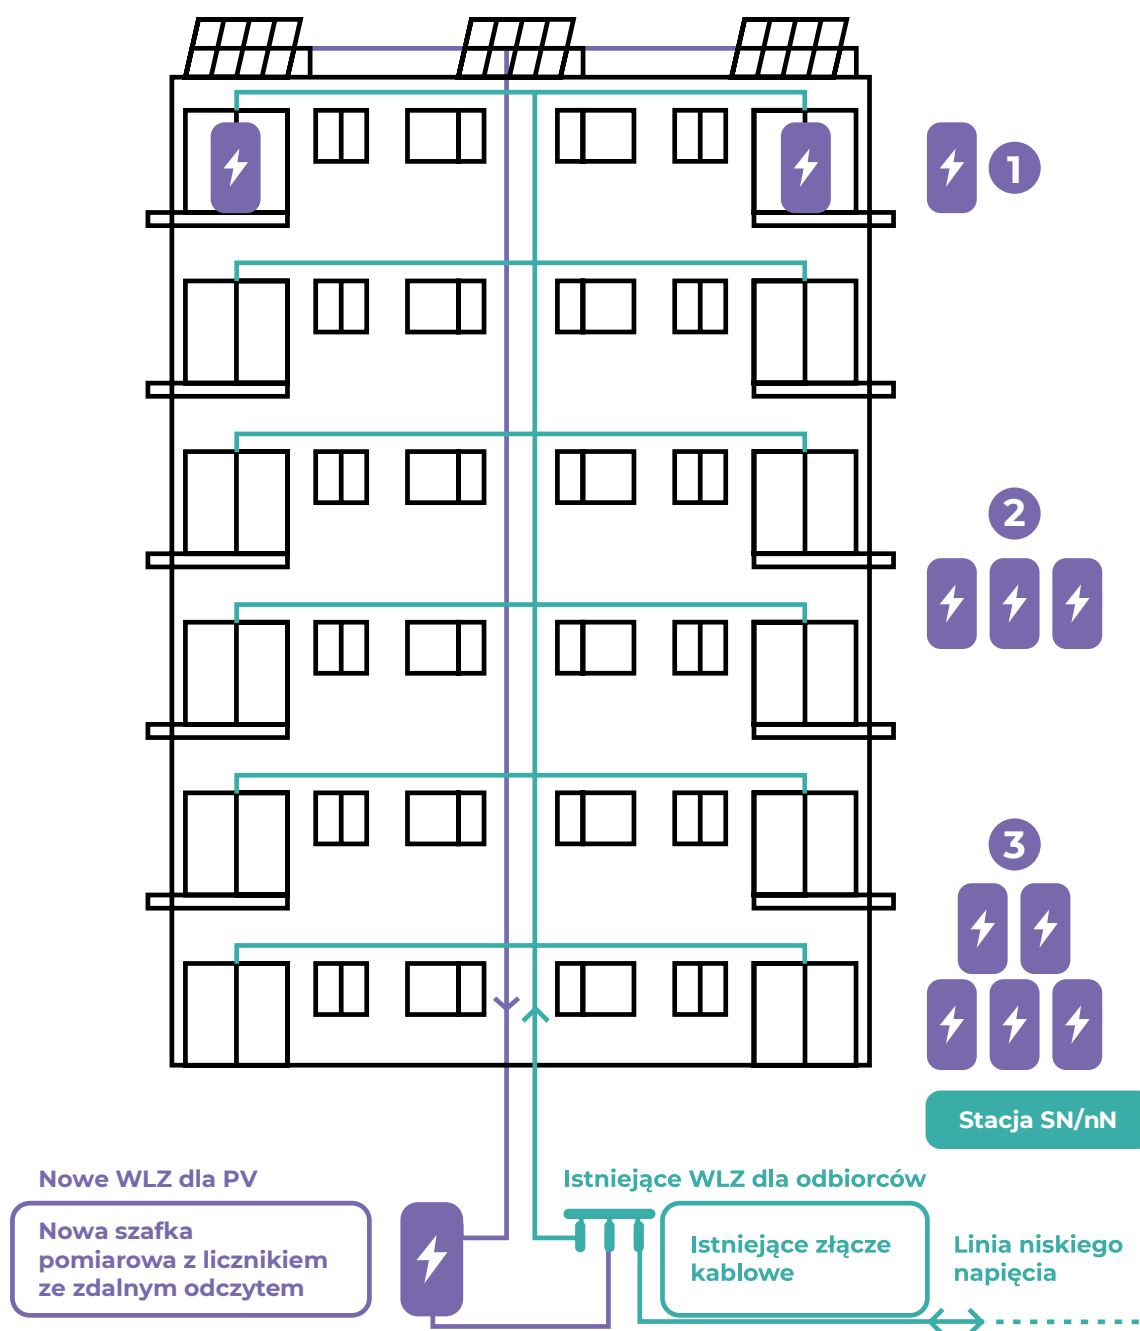 1
2
3
Stacja SN/nN
Nowe WLZ dla PV
Nowa szafka
pomiarowa z licznikiem
ze zdalnym odczytem
Istniejące WLZ dla odbiorców
Istniejące złącze
kablowe
Linia niskiego
napięcia